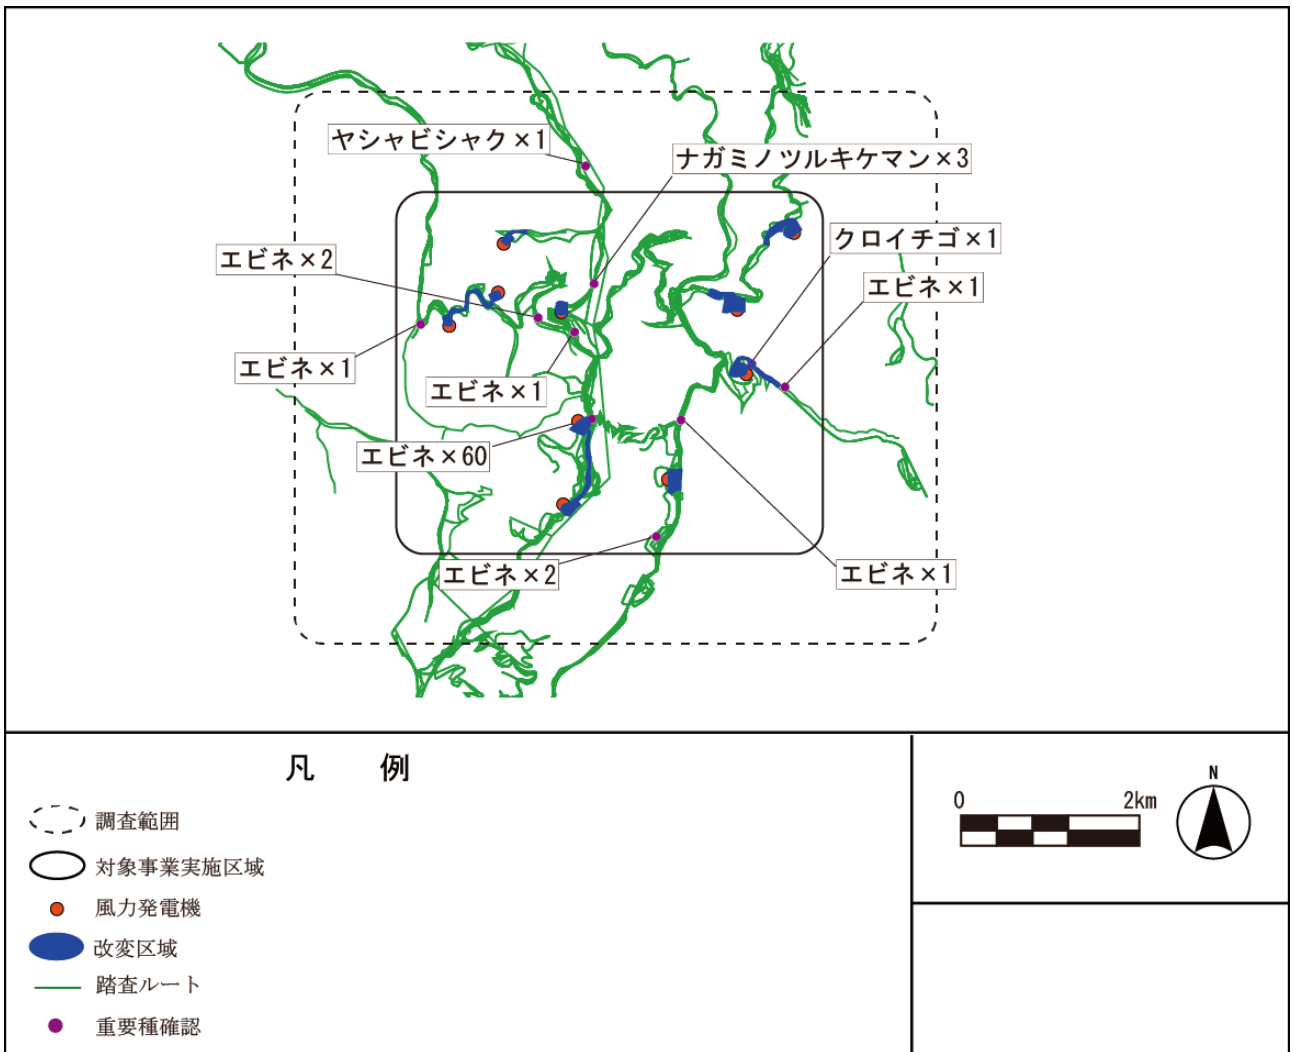 ヤシャビシャク×1
ナガミノツルキケマン×3
クロイチゴ×1
エビネ×2
エビネ×1
エビネ×1
エビネ×1
エビネ×60
エビネ×2
エビネ×1
凡 例
調査範囲
対象事業実施区域
風力発電機
改変区域
踏査ルート
重要種確認
0 2km
N